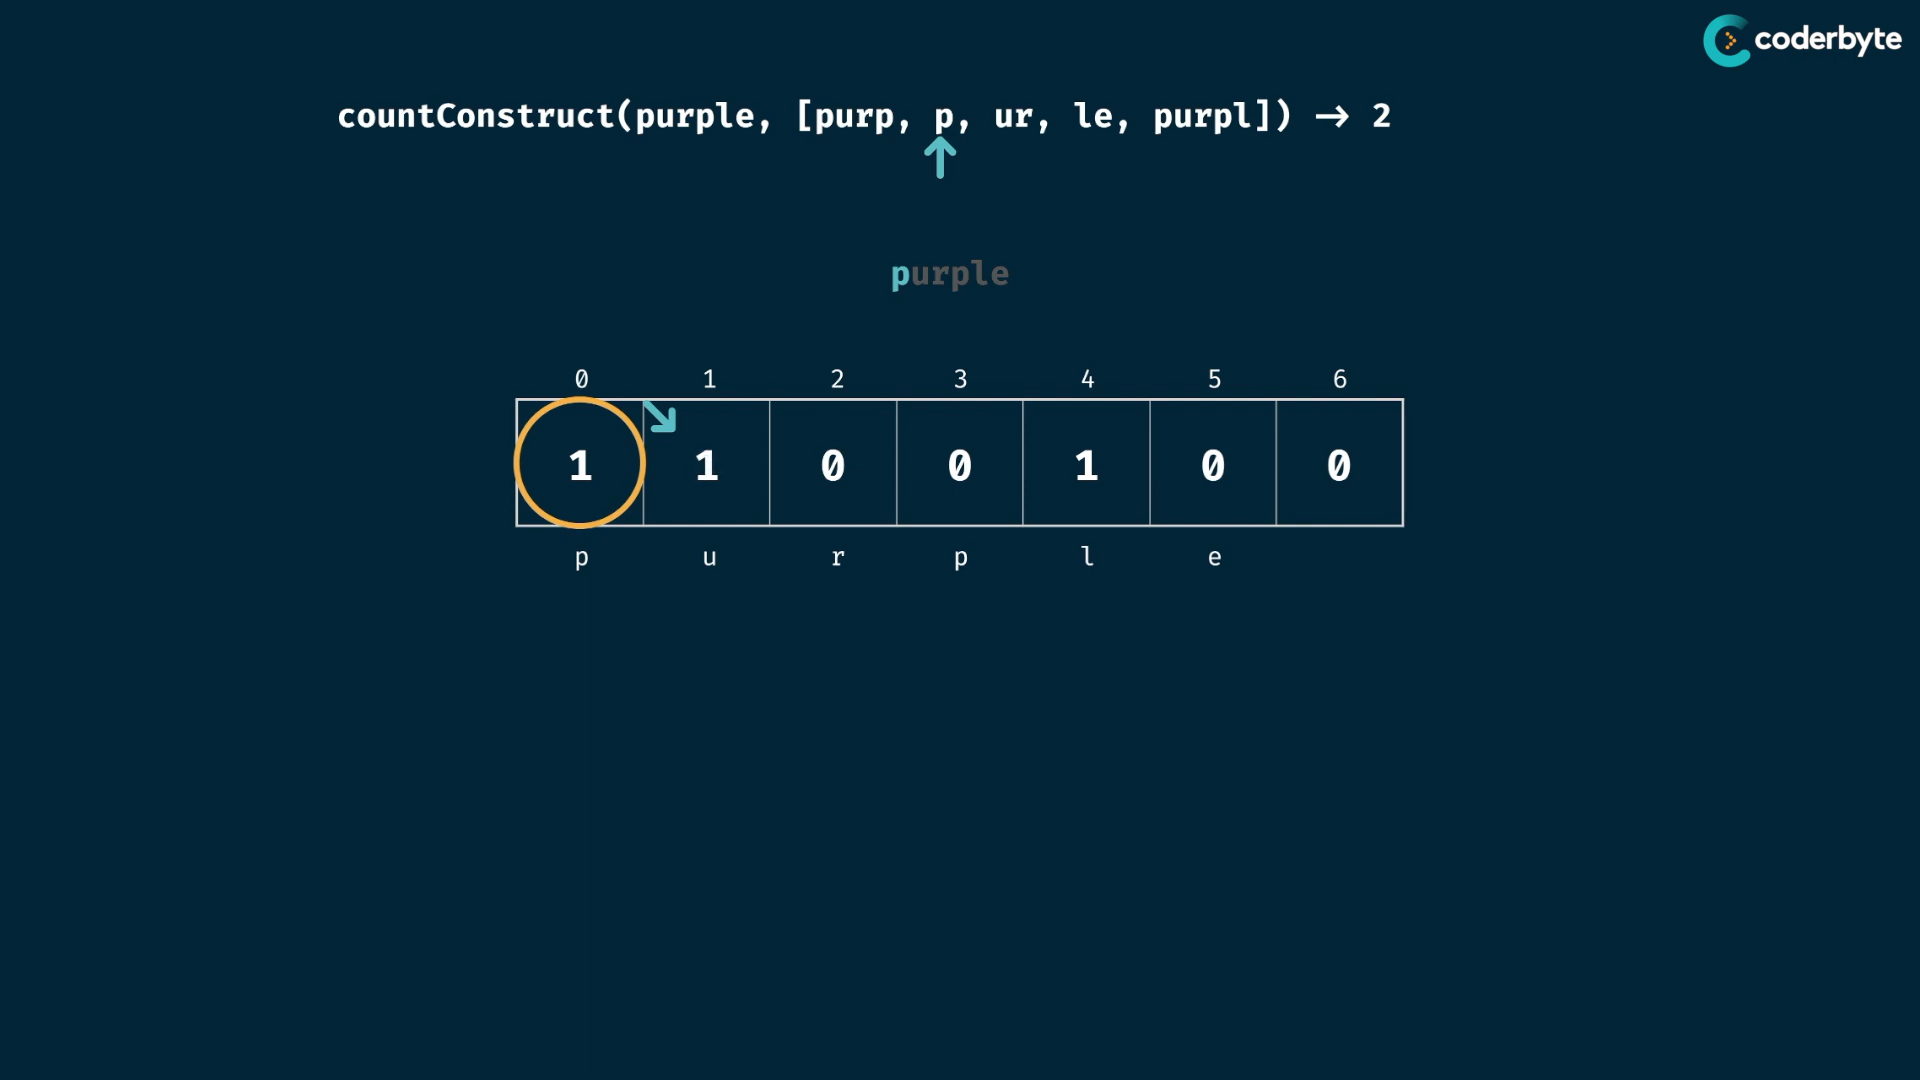 coderbyte
countConstruct(purple, [purp, p, ur, le, purpl]) → 2
purple
0 1 2 3 4 5 6
1 1 0 0 1 0 0
p u r p l e